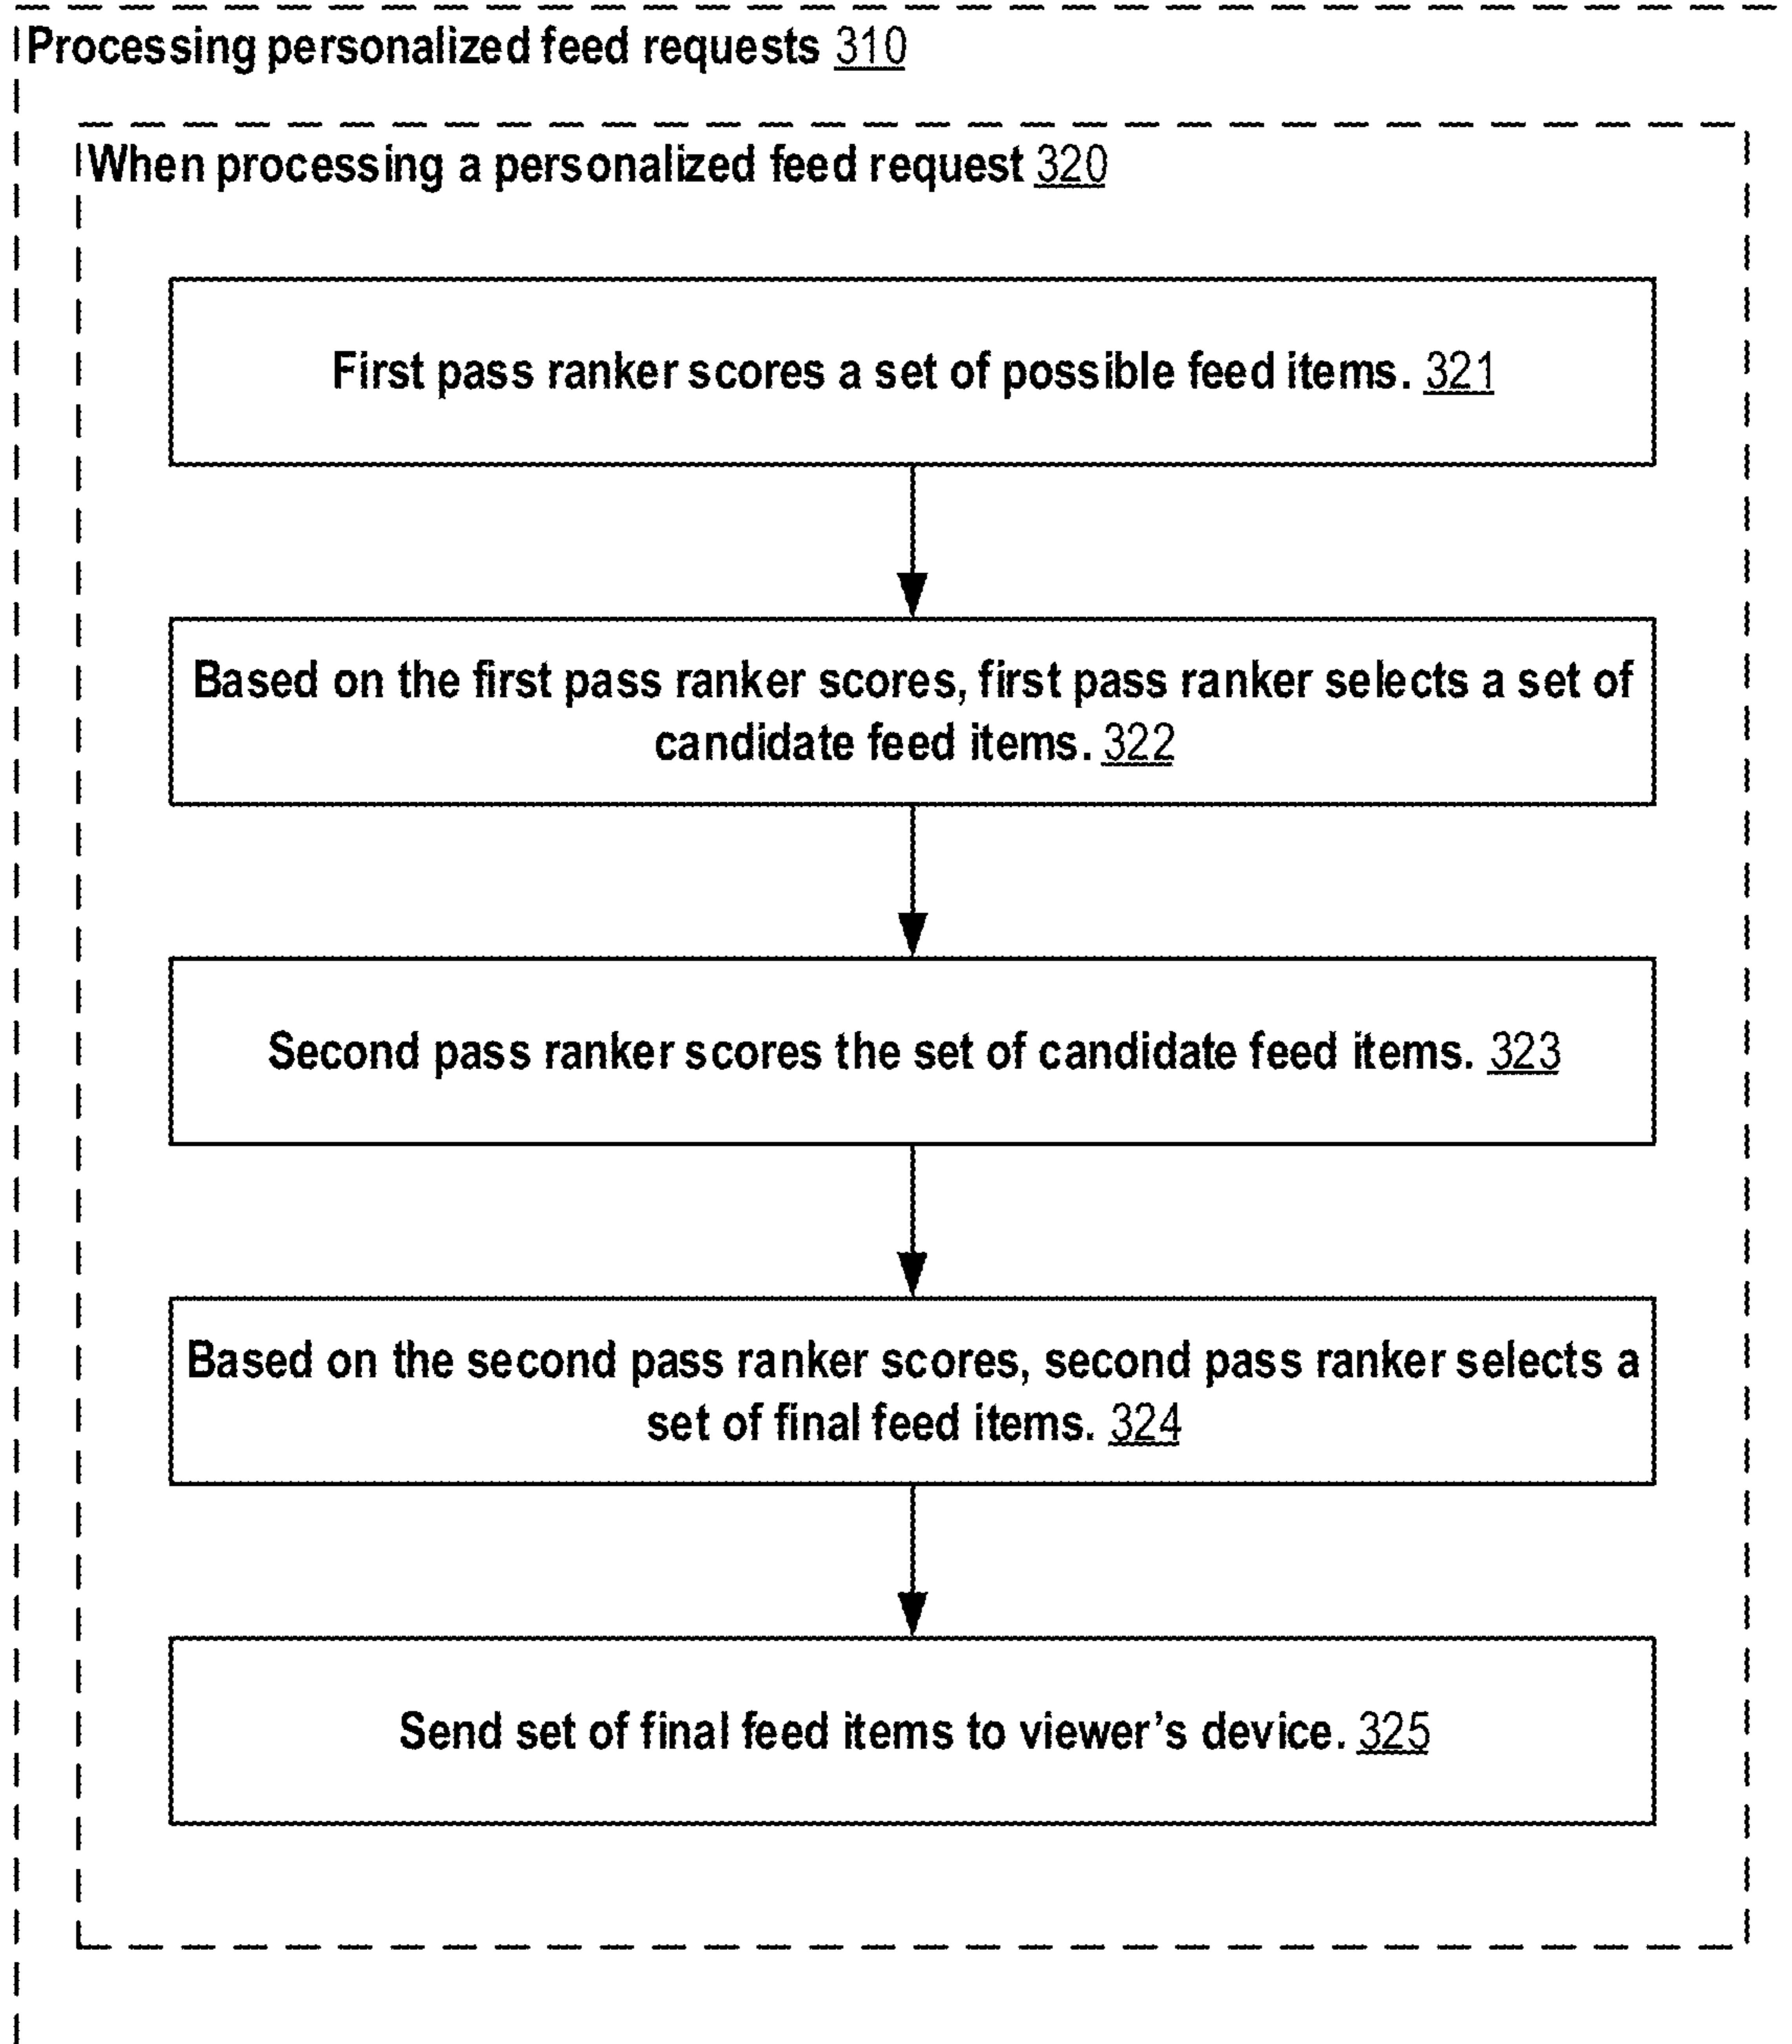 Processing personalized feed requests 310
When processing a personalized feed request 320
First pass ranker scores a set of possible feed items. 321
Based on the first pass ranker scores, first pass ranker selects a set of
candidate feed items. 322
Second pass ranker scores the set of candidate feed items. 323
Based on the second pass ranker scores, second pass ranker selects a
set of final feed items. 324
Send set of final feed items to viewer’s device. 325